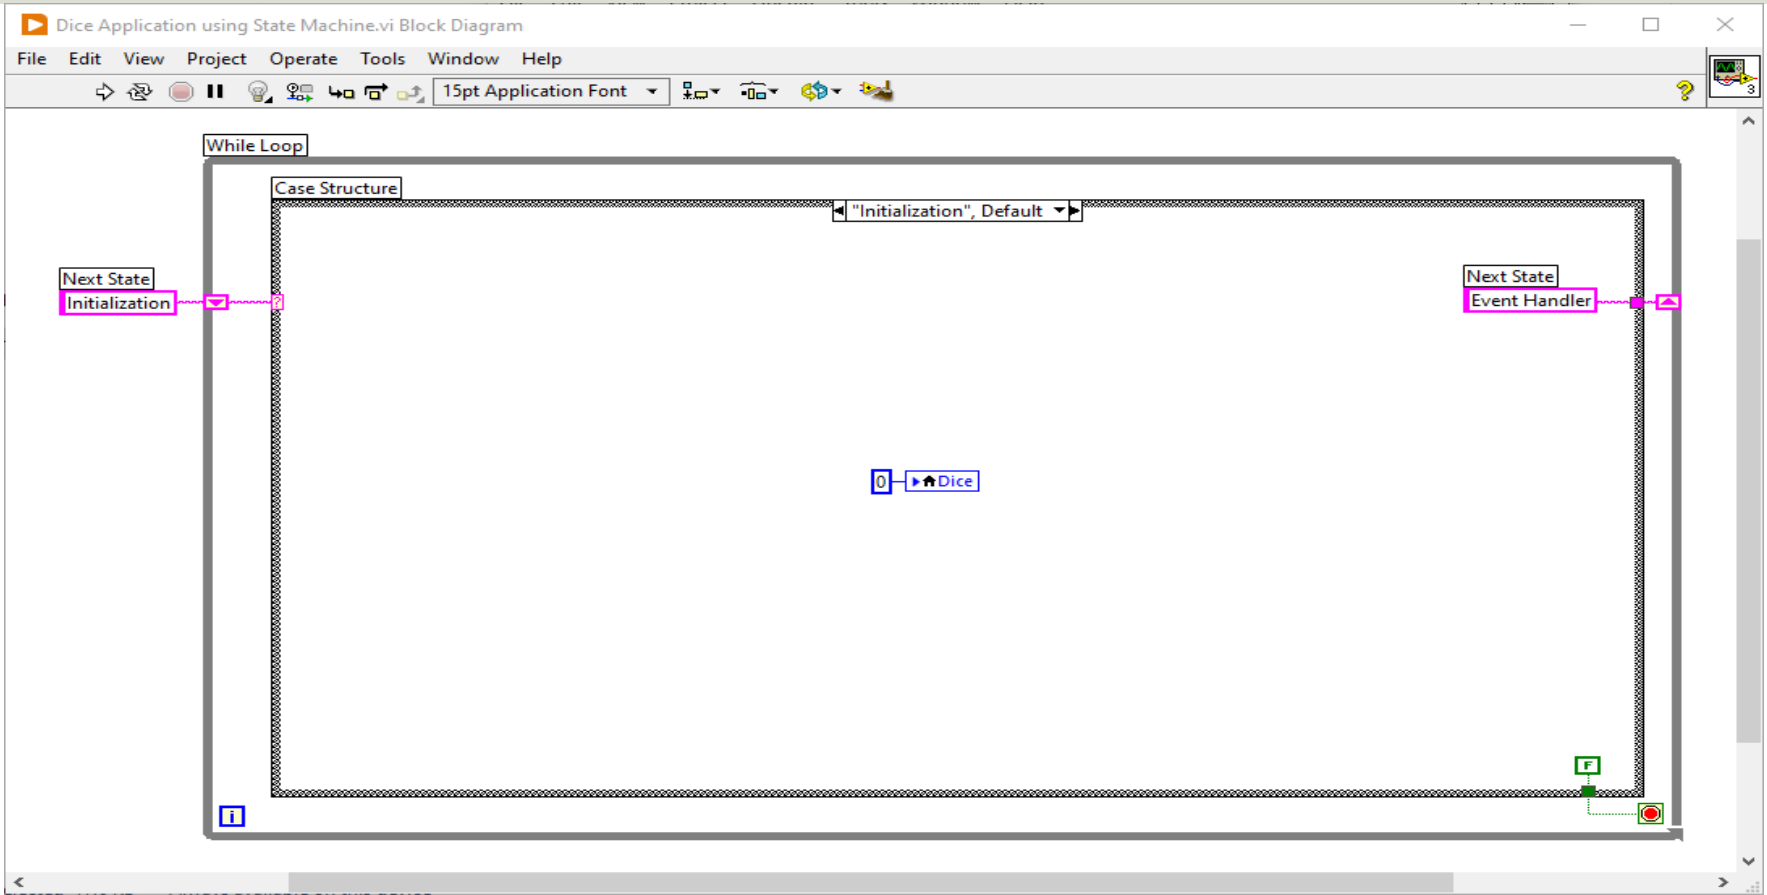 Dice Application using State Machine.vi Block Diagram
File Edit View Project Operate Tools Window Help
15pt Application Font
?
3
While Loop
Case Structure
"Initialization", Default
Next State
Initialization
?
Next State
Event Handler
0 Dice
F
i